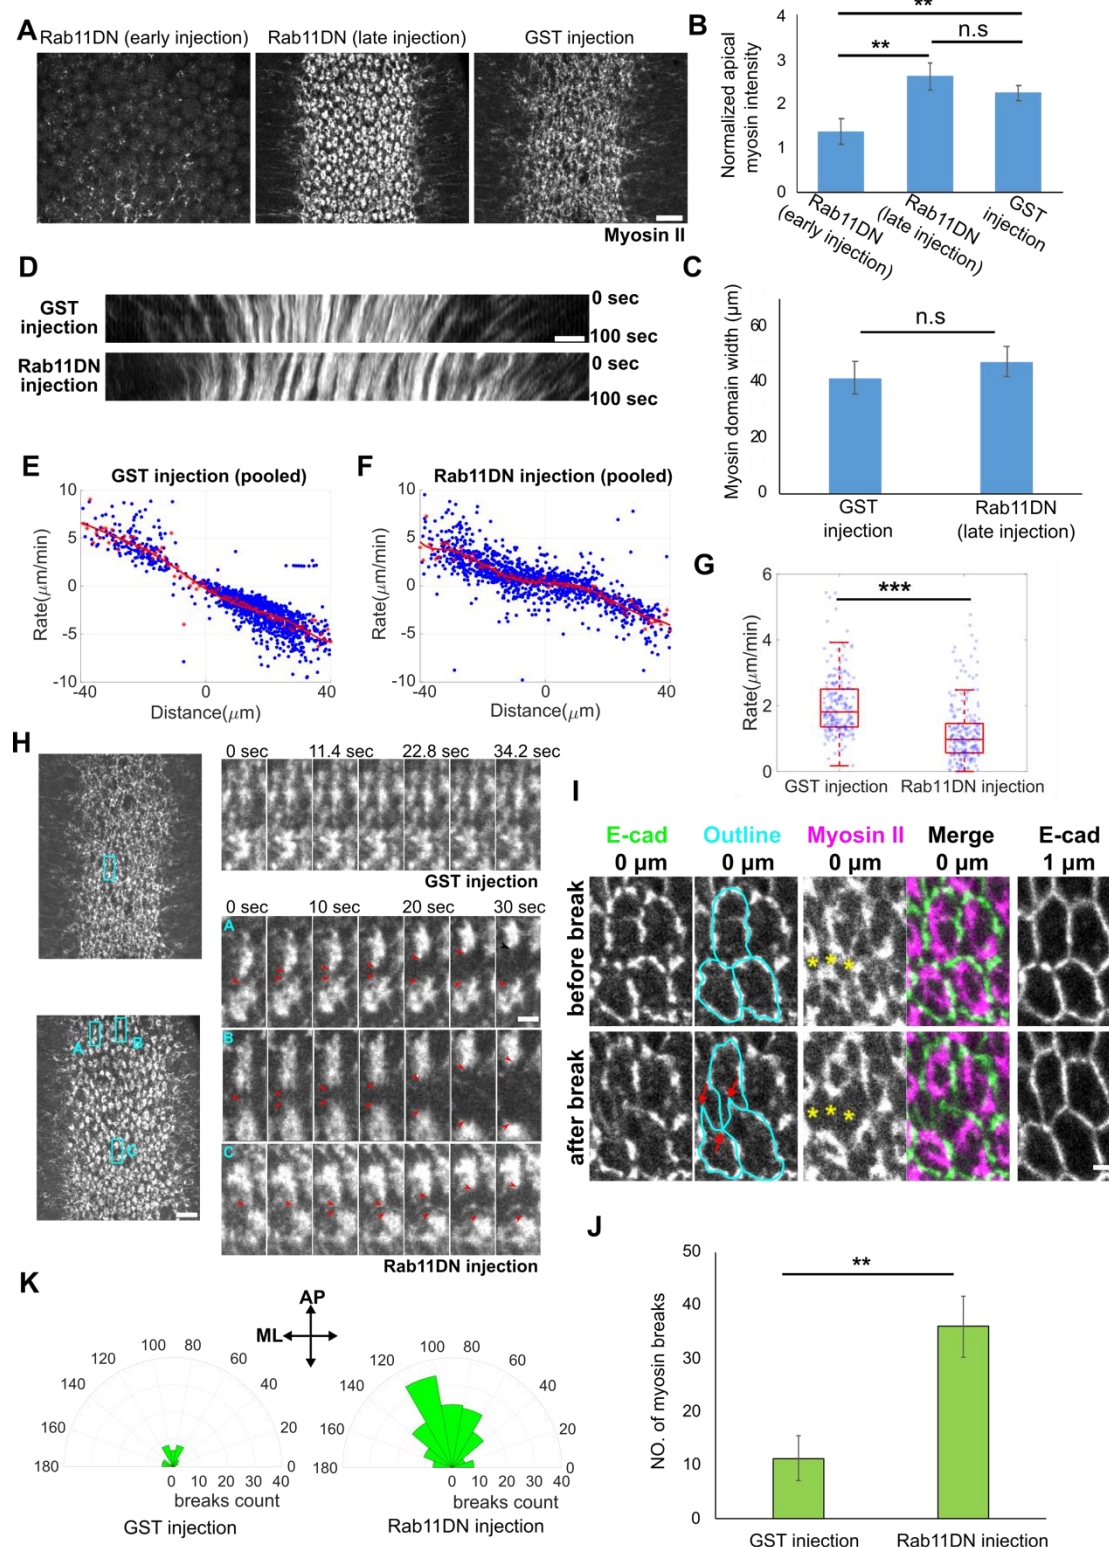 A
Rab11DN (early injection)
Rab11DN (late injection)
GST injection
Myosin II
B
**
n.s
**
Normalized apical
myosin intensity
4
3
2
1
0
Rab11DN
(early injection)
Rab11DN
(late injection)
GST
injection
C
n.s
Myosin domain width (μm)
60
40
20
0
GST
injection
Rab11DN
(late injection)
D
GST
injection
0 sec
100 sec
Rab11DN
injection
0 sec
100 sec
E
GST injection (pooled)
Rate(μm/min)
10
5
0
-5
-10
-40
0
40
Distance(μm)
F
Rab11DN injection (pooled)
Rate(μm/min)
10
5
0
-5
-10
-40
0
40
Distance(μm)
G
***
Rate(μm/min)
6
4
2
0
GST injection
Rab11DN injection
H
0 sec
11.4 sec
22.8 sec
34.2 sec
GST injection
0 sec
10 sec
20 sec
30 sec
A
B
C
A
B
C
Rab11DN injection
I
E-cad
0 μm
Outline
0 μm
Myosin II
0 μm
Merge
0 μm
E-cad
1 μm
before break
***
after break
***
J
**
NO. of myosin breaks
50
40
30
20
10
0
GST injection
Rab11DN injection
K
AP
ML
100
80
120
60
140
40
160
20
180
0
0 10 20 30 40
breaks count
GST injection
100
80
120
60
140
40
160
20
180
0
0 10 20 30 40
breaks count
Rab11DN injection